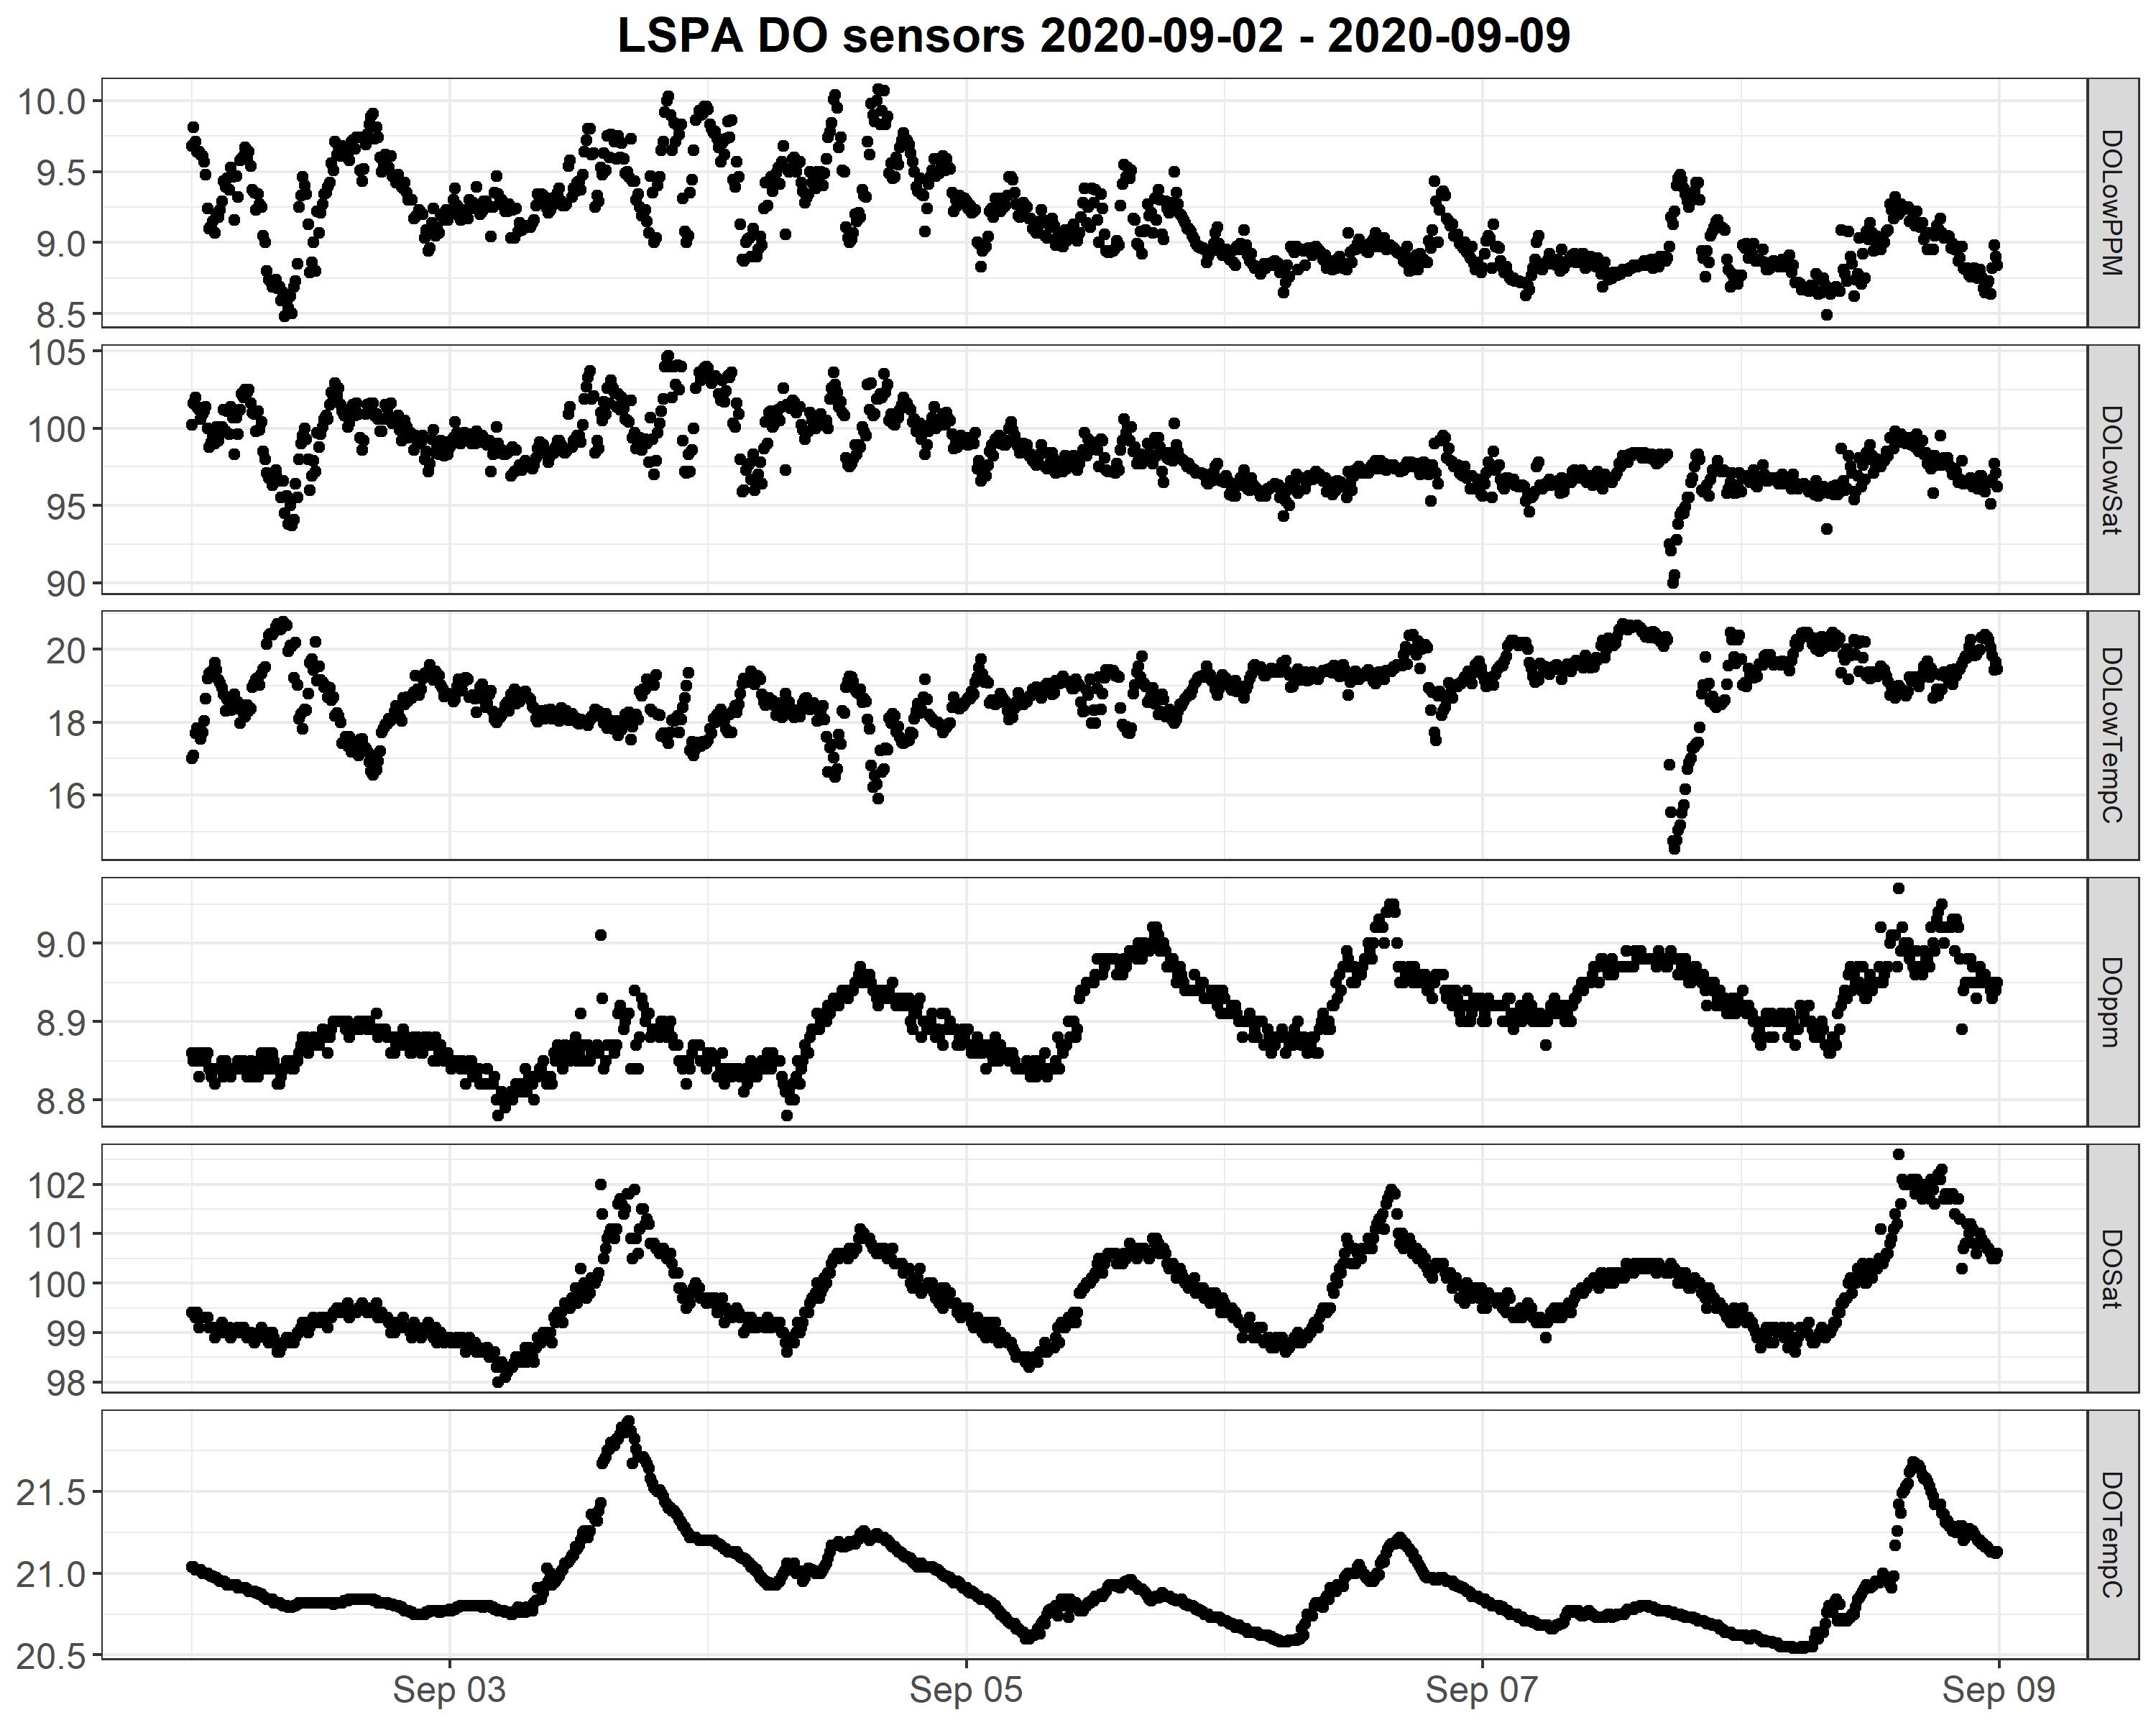 LSPA DO sensors 2020-09-02 - 2020-09-09
10.0
9.5
9.0
8.5
DOLowPPM
105
100
95
90
DOLowSat
20
18
16
DOLowTempC
9.0
8.9
8.8
DOppm
102
101
100
99
98
DOSat
21.5
21.0
20.5
DOTempC
Sep 03 Sep 05 Sep 07 Sep 09